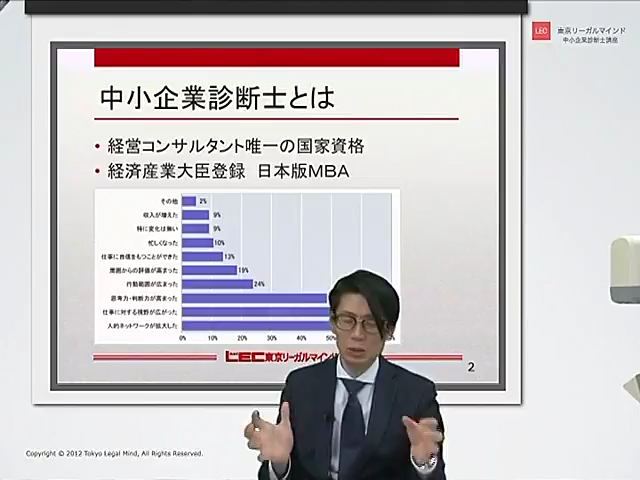 LEC 東京リーガルマインド
中小企業診断士講座
中小企業診断士とは
• 経営コンサルタント唯一の国家資格
• 経済産業大臣登録 日本版MBA
その他 2%
収入が増えた 9%
特に変化は無い 9%
忙しくなった 10%
仕事に自信をもつことができた 13%
周囲からの評価が高まった 19%
行動範囲が広まった 24%
思考力・判断力が高まった
仕事に対する視野が広がった
人的ネットワークが拡大した
0% 10% 20% 30% 40% 50%
LEC東京リーガルマインド
2
Copyright © 2012 Tokyo Legal Mind, All Rights Reserved.